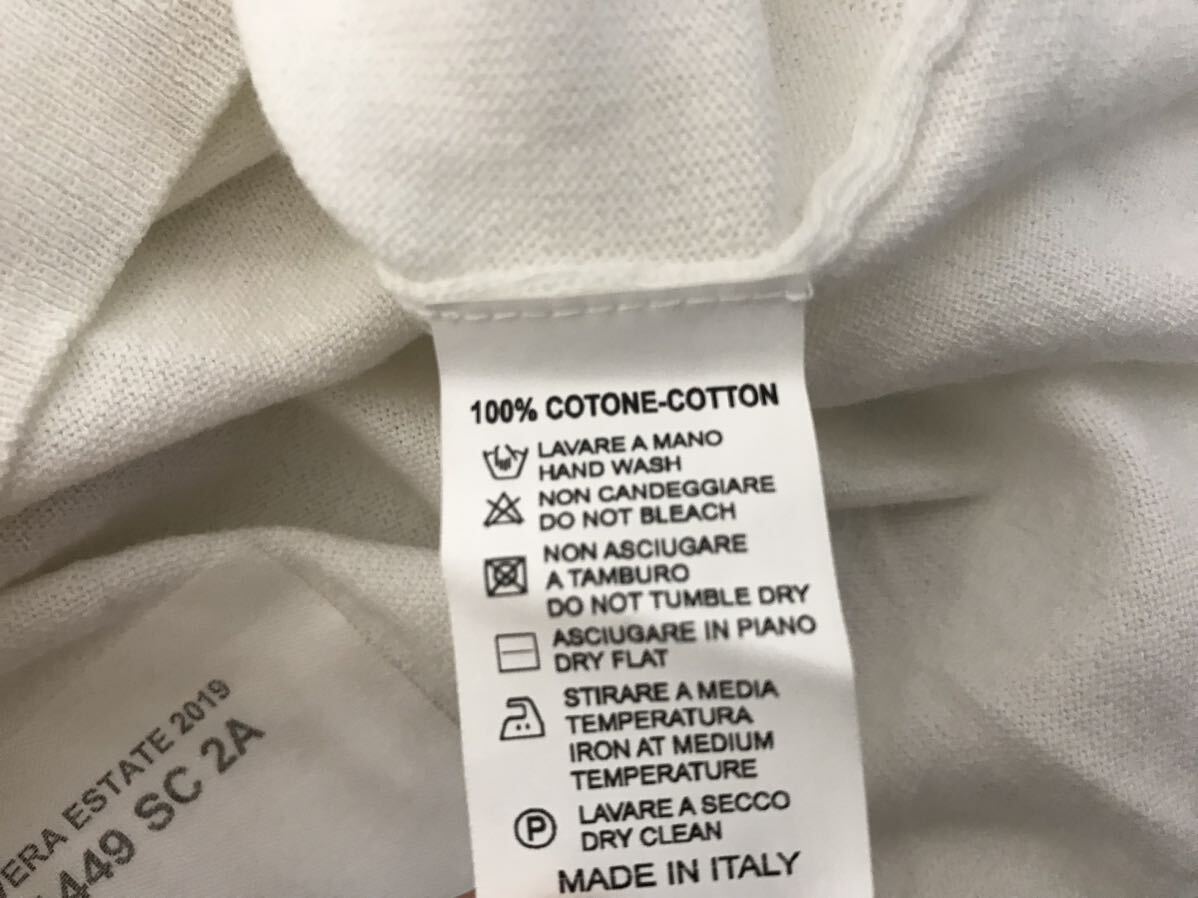 100% COTONE-COTTON
LAVARE A MANO
HAND WASH
NON CANDEGGIARE
DO NOT BLEACH
NON ASCIUGARE
A TAMBURO
DO NOT TUMBLE DRY
ASCIUGARE IN PIANO
DRY FLAT
STIRARE A MEDIA
TEMPERATURA
IRON AT MEDIUM
TEMPERATURE
P LAVARE A SECCO
DRY CLEAN
MADE IN ITALY
VERA ESTATE 2019
449 SC 2A